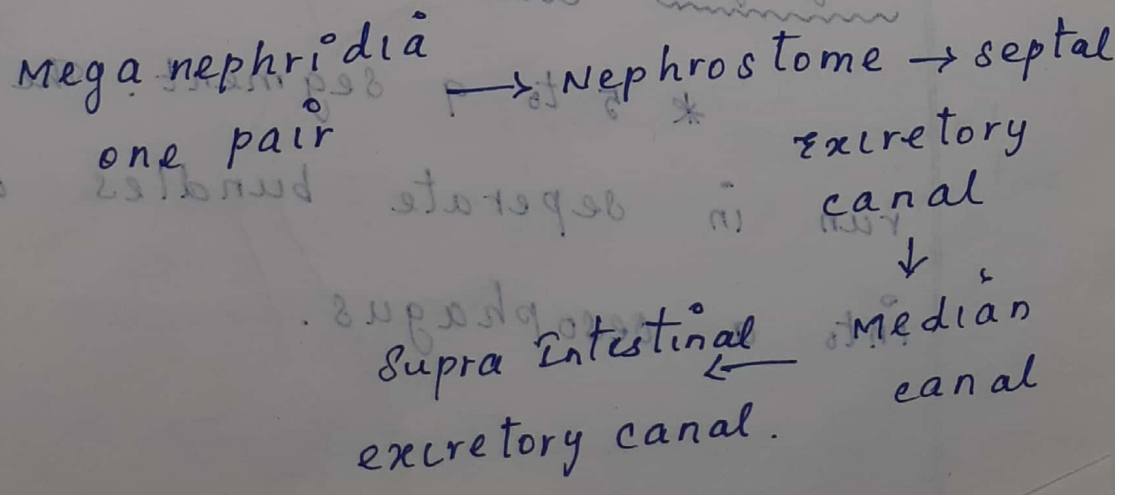 Mega nephridia → Nephrostome → septal
one pair
excretory
canal
↓
Median
canal
←
Supra Intestinal
excretory canal.